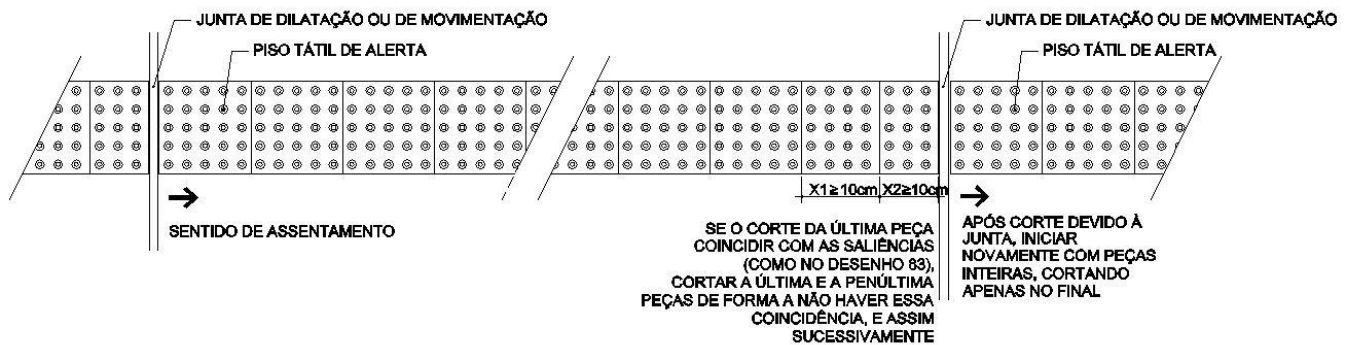 JUNTA DE DILATAÇÃO OU DE MOVIMENTAÇÃO
PISO TÁTIL DE ALERTA
JUNTA DE DILATAÇÃO OU DE MOVIMENTAÇÃO
PISO TÁTIL DE ALERTA
X1≥10cm
X2≥10cm
SENTIDO DE ASSENTAMENTO
SE O CORTE DA ÚLTIMA PEÇA
COINCIDIR COM AS SALIÊNCIAS
(COMO NO DESENHO 83),
CORTAR A ÚLTIMA E A PENÚLTIMA
PEÇAS DE FORMA A NÃO HAVER ESSA
COINCIDÊNCIA, E ASSIM
SUCESSIVAMENTE
APÓS CORTE DEVIDO À
JUNTA, INICIAR
NOVAMENTE COM PEÇAS
INTEIRAS, CORTANDO
APENAS NO FINAL